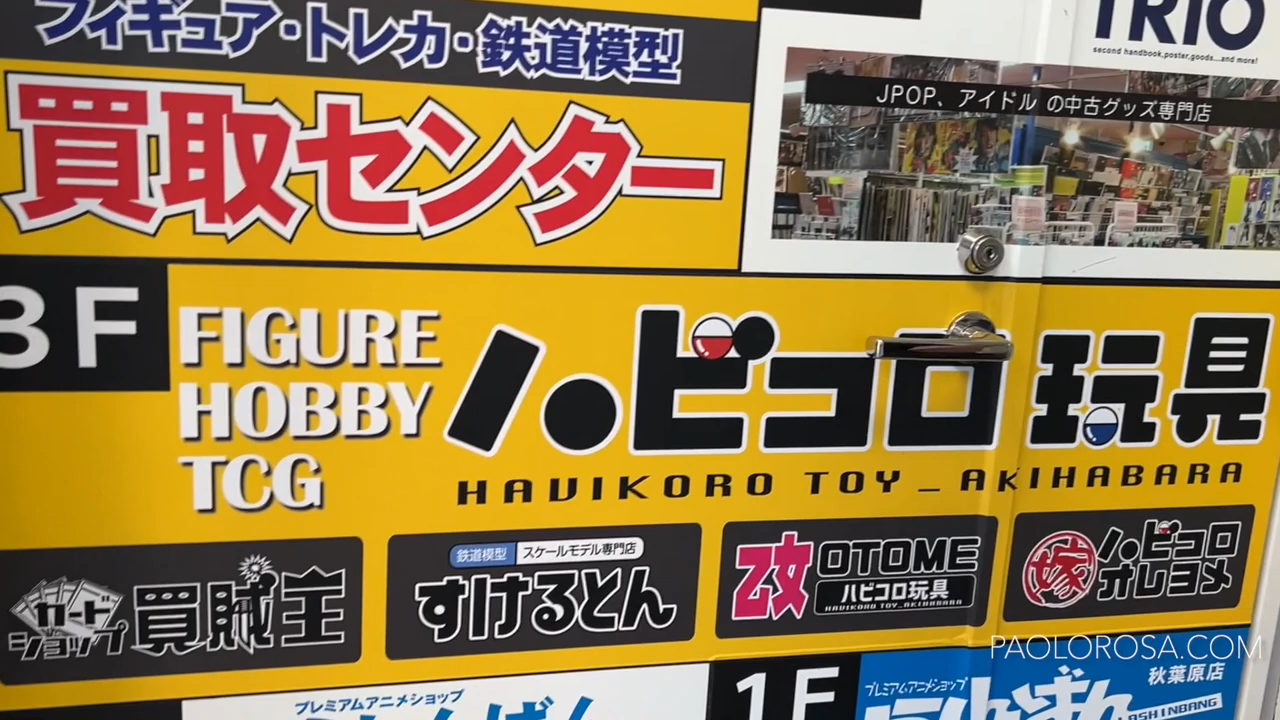 フィギュア・トレカ・鉄道模型
買取センター
TRIO
second handbook,poster,goods...and more!
JPOP、アイドル の中古グッズ専門店
3F
FIGURE
HOBBY
TCG
ハビコロ玩具
HAVIKORO TOY_AKIHABARA
カード
ショップ
買賊王
鉄道模型 スケールモデル専門店
すけるとん
攻
OTOME
ハビコロ玩具
HAVIKORO TOY_AKIHABARA
嫁
ハビコロ
オレヨメ
PAOLOROSA.COM
プレミアムアニメショップ
1F
プレミアムアニメショップ
秋葉原店